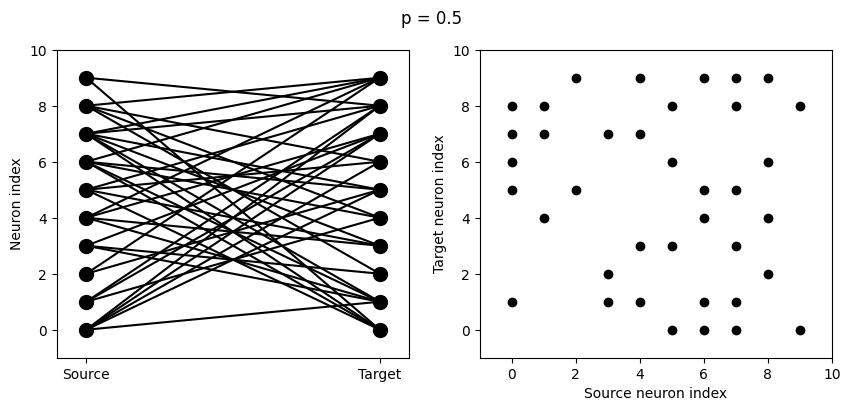 p = 0.5
Neuron index
10
8
6
4
2
0
Source Target
Target neuron index
10
8
6
4
2
0
0 2 4 6 8 10
Source neuron index